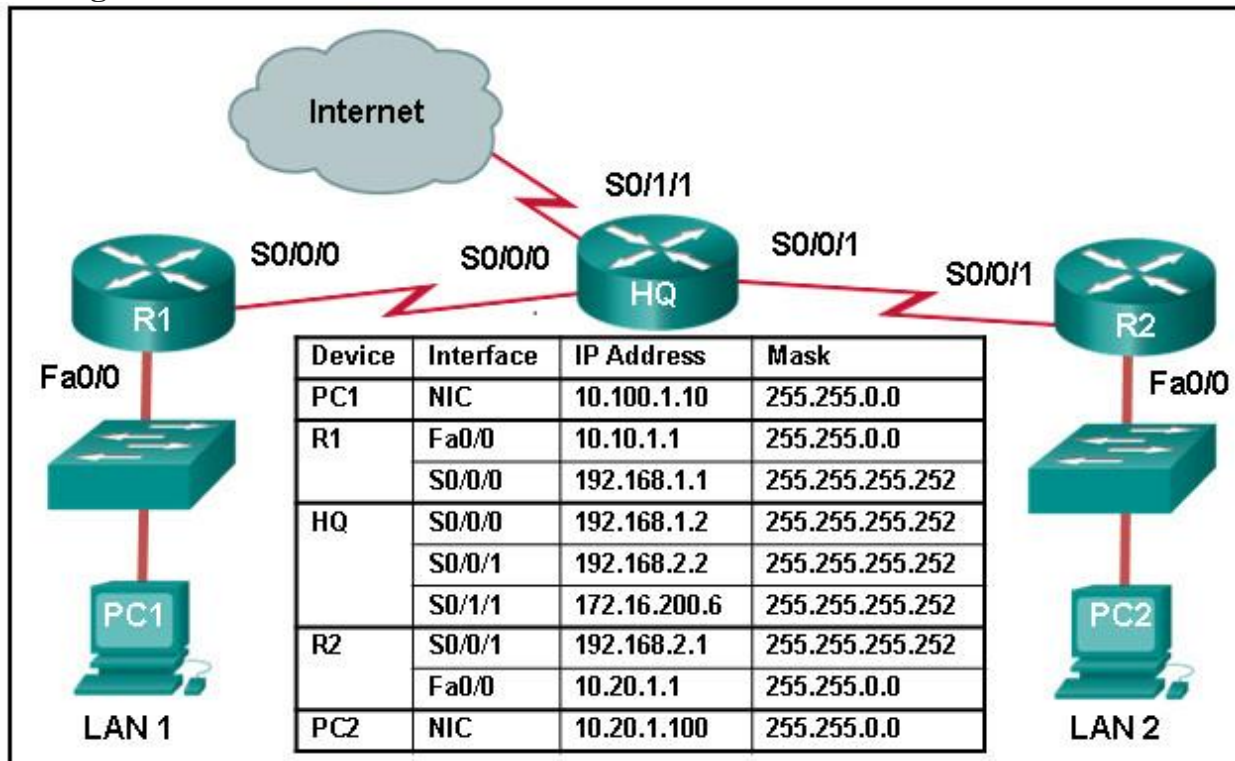 Internet
S0/1/1
S0/0/0
S0/0/0
S0/0/1
S0/0/1
R1
HQ
R2
Fa0/0
Fa0/0
Device Interface IP Address Mask
PC1 NIC 10.100.1.10 255.255.0.0
R1 Fa0/0 10.10.1.1 255.255.0.0
S0/0/0 192.168.1.1 255.255.255.252
HQ S0/0/0 192.168.1.2 255.255.255.252
S0/0/1 192.168.2.2 255.255.255.252
S0/1/1 172.16.200.6 255.255.255.252
R2 S0/0/1 192.168.2.1 255.255.255.252
Fa0/0 10.20.1.1 255.255.0.0
PC2 NIC 10.20.1.100 255.255.0.0
PC1
PC2
LAN 1
LAN 2